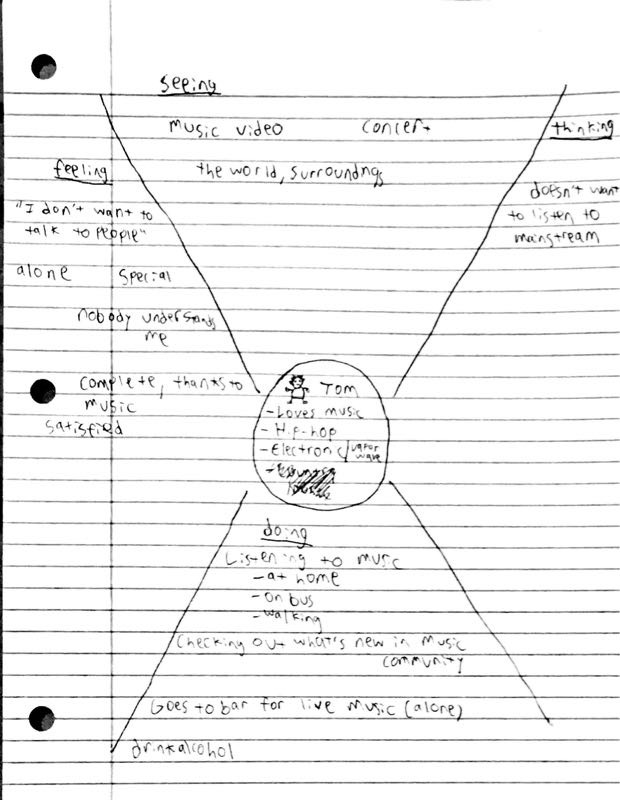 seeing
music video
concert
the world, surroundngs
thinking
doesn't want
to listen to
mainstream
feeling
"I don't want to
talk to people"
alone
special
nobody understands
me
complete, thanks to
music
satisfied
Tom
- Loves music
- Hip-hop
- Electronic/vapor
wave
doing
Listening to music
- at home
- on bus
- walking
Checking out what's new in music
community
Goes to bar for live music (alone)
drink alcohol